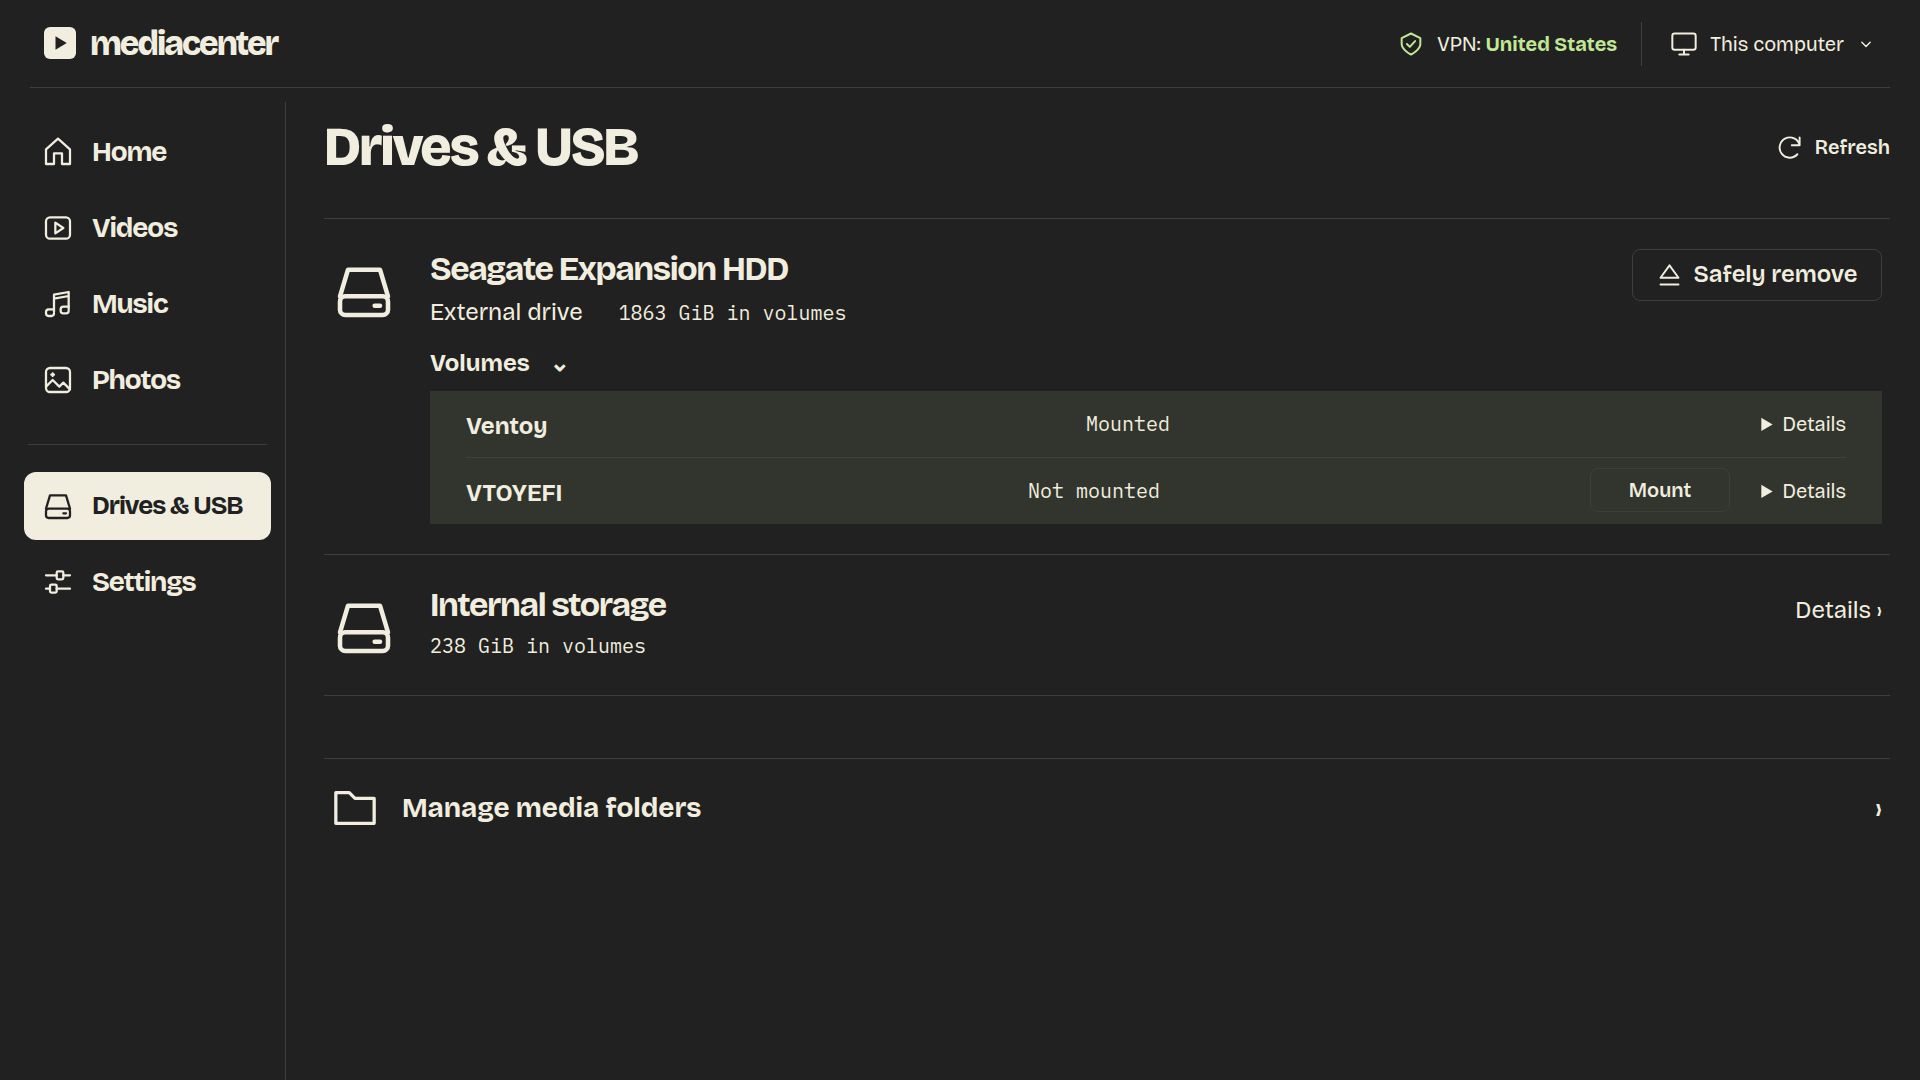 mediacenter
VPN: United States
This computer
Home
Videos
Music
Photos
Drives & USB
Settings
Drives & USB
Refresh
Seagate Expansion HDD
Safely remove
External drive 1863 GiB in volumes
Volumes
Ventoy Mounted Details
VTOYEFI Not mounted Mount Details
Internal storage
Details ›
238 GiB in volumes
Manage media folders ›